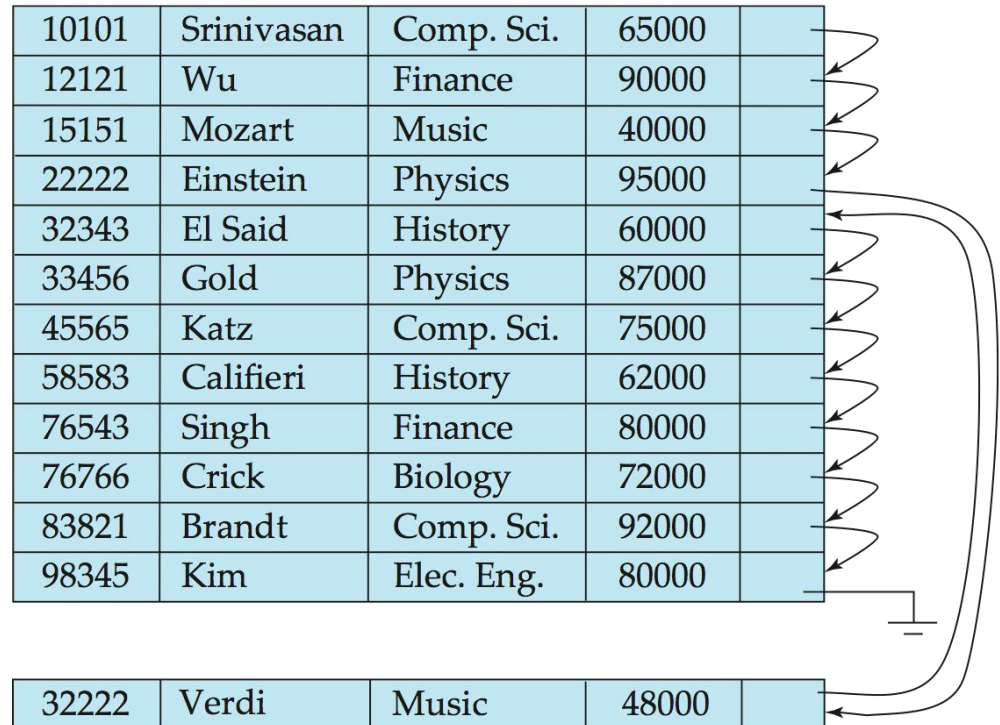 10101 Srinivasan Comp. Sci. 65000
12121 Wu Finance 90000
15151 Mozart Music 40000
22222 Einstein Physics 95000
32343 El Said History 60000
33456 Gold Physics 87000
45565 Katz Comp. Sci. 75000
58583 Califieri History 62000
76543 Singh Finance 80000
76766 Crick Biology 72000
83821 Brandt Comp. Sci. 92000
98345 Kim Elec. Eng. 80000
32222 Verdi Music 48000